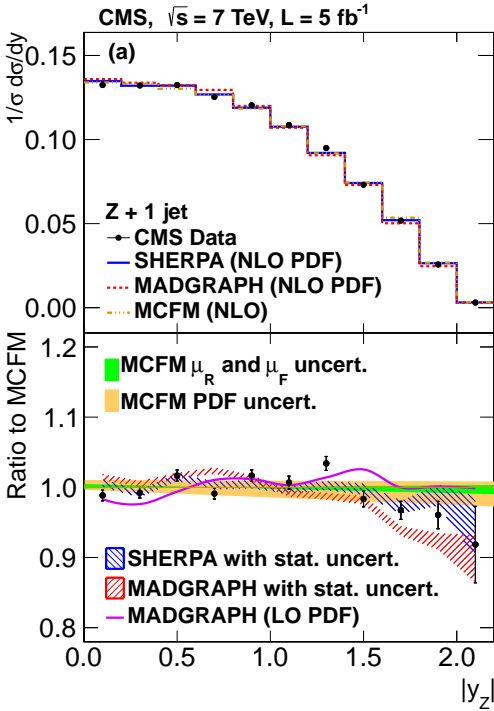 CMS, √s = 7 TeV, L = 5 fb⁻¹
(a)
1/σ dσ/dy
0.15
0.10
0.05
0.00
Z + 1 jet
CMS Data
SHERPA (NLO PDF)
MADGRAPH (NLO PDF)
MCFM (NLO)
Ratio to MCFM
1.2
1.1
1.0
0.9
0.8
MCFM μR and μF uncert.
MCFM PDF uncert.
SHERPA with stat. uncert.
MADGRAPH with stat. uncert.
MADGRAPH (LO PDF)
0.0 0.5 1.0 1.5 2.0
|yZ|